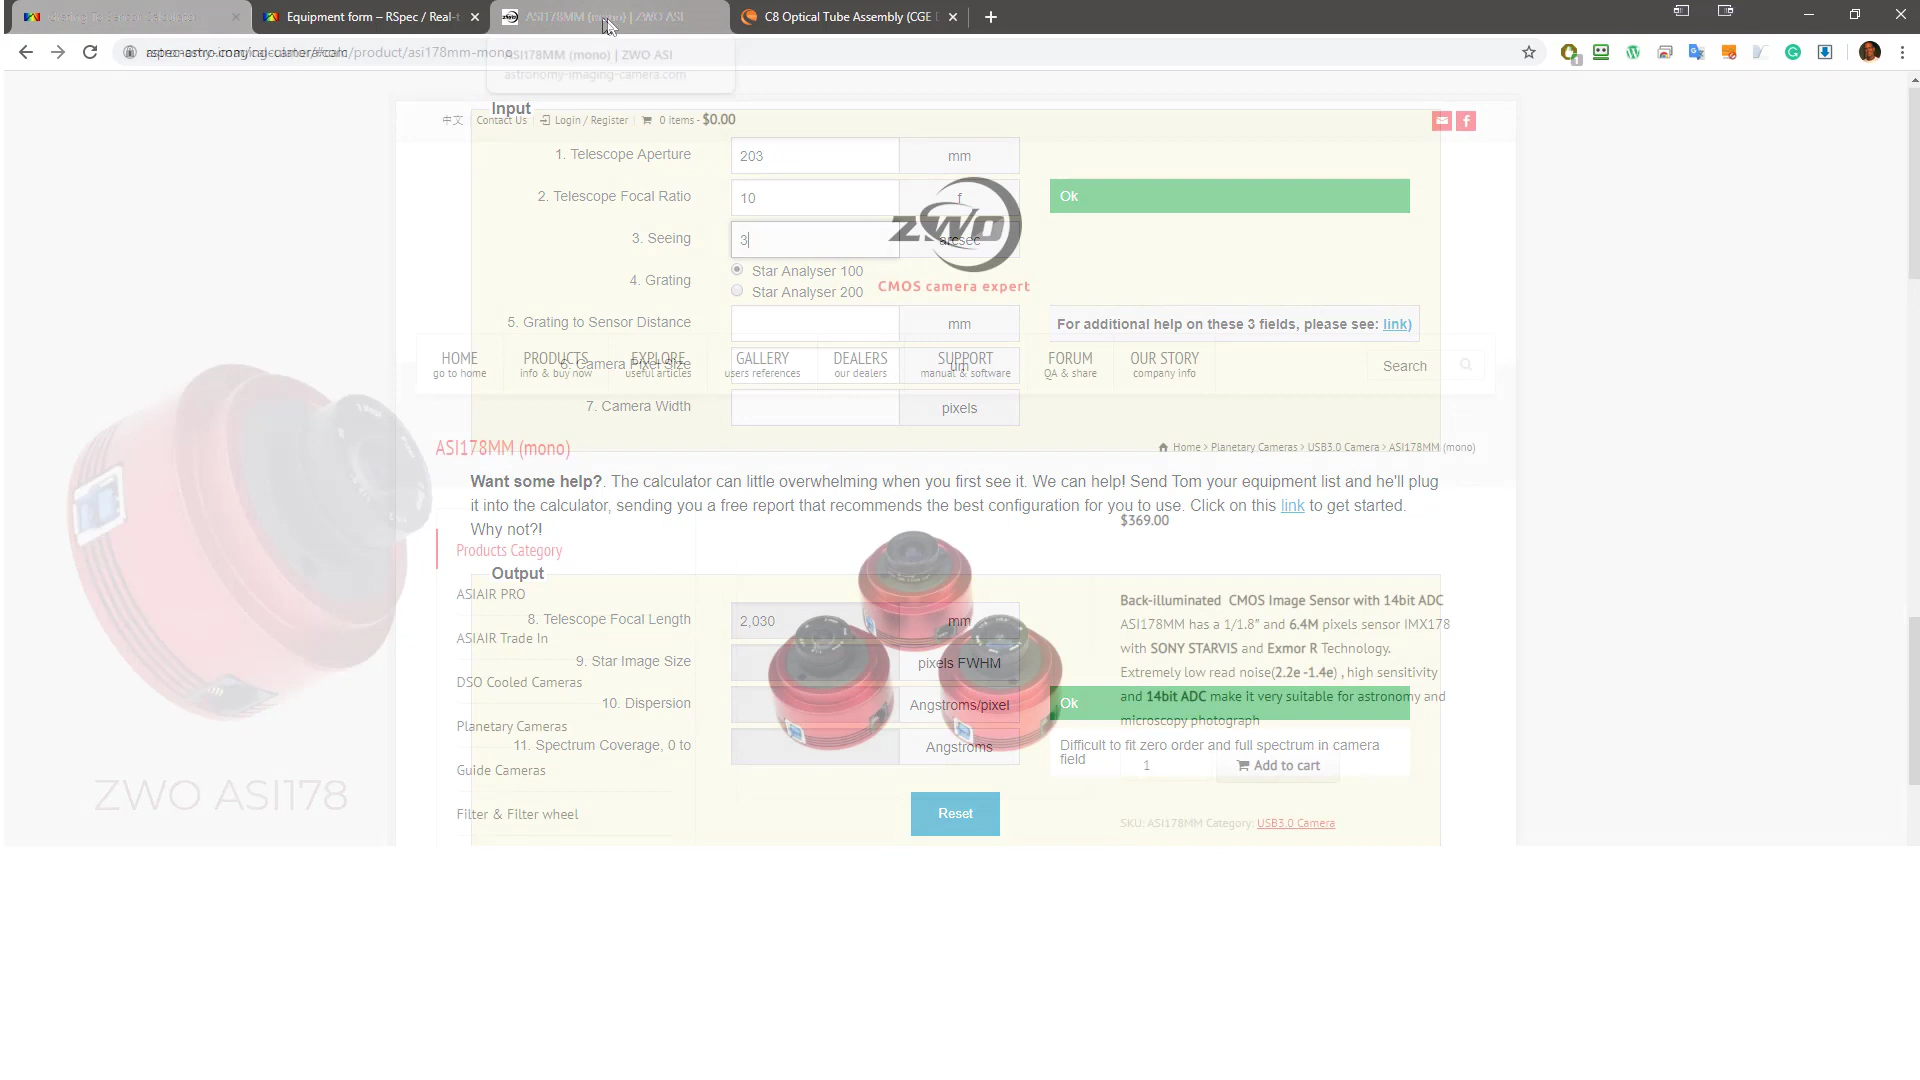 Equipment form – RSpec / Real-t
ASI178MM (mono) | ZWO ASI
C8 Optical Tube Assembly (CGE
ASI178MM (mono) | ZWO ASI
astronomy-imaging-camera.com
Input
中文 Contact Us Login / Register 0 items - $0.00
1. Telescope Aperture 203 mm
2. Telescope Focal Ratio 10 f Ok
3. Seeing 3 arcsec
ZWO
CMOS camera expert
4. Grating Star Analyser 100
Star Analyser 200
5. Grating to Sensor Distance mm For additional help on these 3 fields, please see: link)
6. Camera Pixel Size um
HOME PRODUCTS EXPLORE GALLERY DEALERS SUPPORT FORUM OUR STORY Search
go to home info & buy now useful articles users references our dealers manual & software QA & share company info
7. Camera Width pixels
ASI178MM (mono)
Home > Planetary Cameras > USB3.0 Camera > ASI178MM (mono)
Want some help?. The calculator can little overwhelming when you first see it. We can help! Send Tom your equipment list and he'll plug
it into the calculator, sending you a free report that recommends the best configuration for you to use. Click on this link to get started.
Why not?!
$369.00
Products Category
Output
ASIAIR PRO
ASIAIR Trade In
DSO Cooled Cameras
Planetary Cameras
Guide Cameras
Filter & Filter wheel
8. Telescope Focal Length 2,030 mm
9. Star Image Size pixels FWHM
10. Dispersion Angstroms/pixel Ok
11. Spectrum Coverage, 0 to Angstroms Difficult to fit zero order and full spectrum in camera
field
Reset
Back-illuminated CMOS Image Sensor with 14bit ADC
ASI178MM has a 1/1.8″ and 6.4M pixels sensor IMX178
with SONY STARVIS and Exmor R Technology.
Extremely low read noise(2.2e -1.4e) , high sensitivity
and 14bit ADC make it very suitable for astronomy and
microscopy photograph
1 Add to cart
SKU: ASI178MM Category: USB3.0 Camera
ZWO ASI178